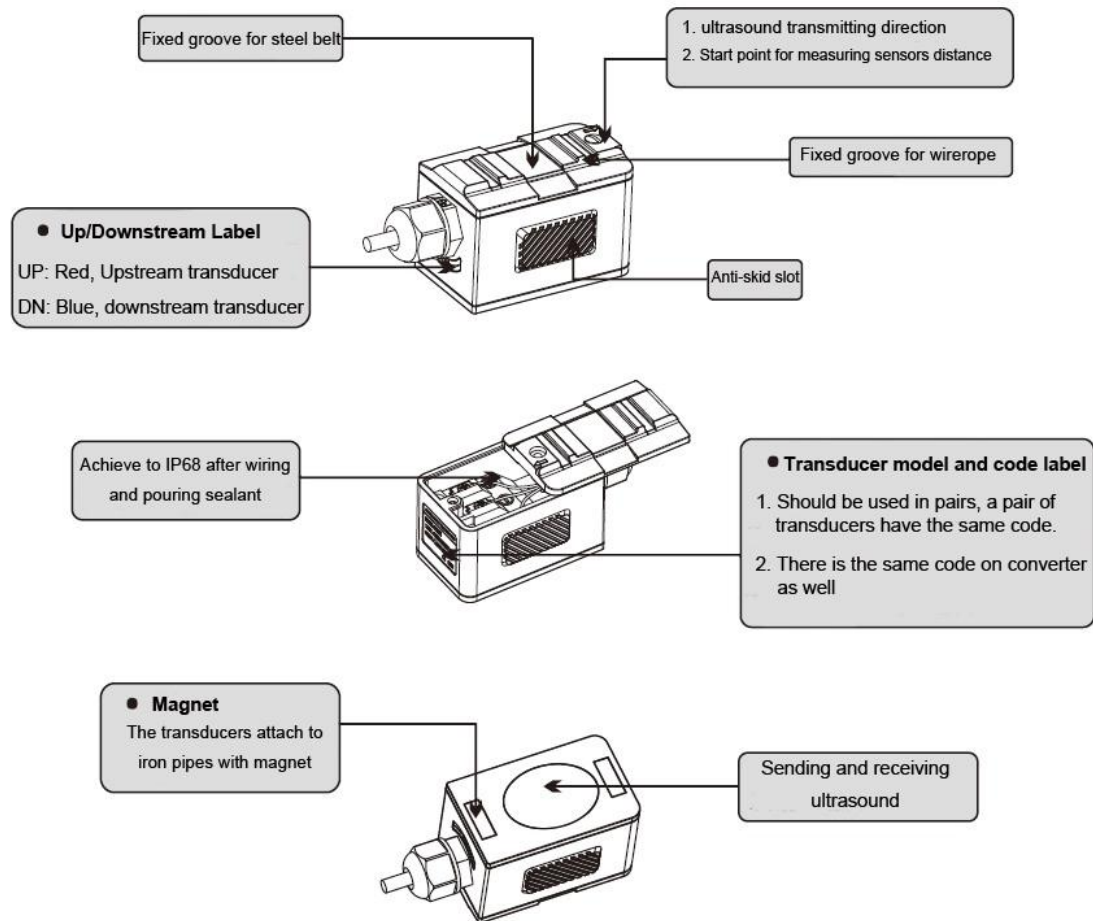 Fixed groove for steel belt
1. ultrasound transmitting direction
2. Start point for measuring sensors distance
Fixed groove for wirerope
● Up/Downstream Label
UP: Red, Upstream transducer
DN: Blue, downstream transducer
Anti-skid slot
Achieve to IP68 after wiring
and pouring sealant
● Transducer model and code label
1. Should be used in pairs, a pair of
transducers have the same code.
2. There is the same code on converter
as well
● Magnet
The transducers attach to
iron pipes with magnet
Sending and receiving
ultrasound